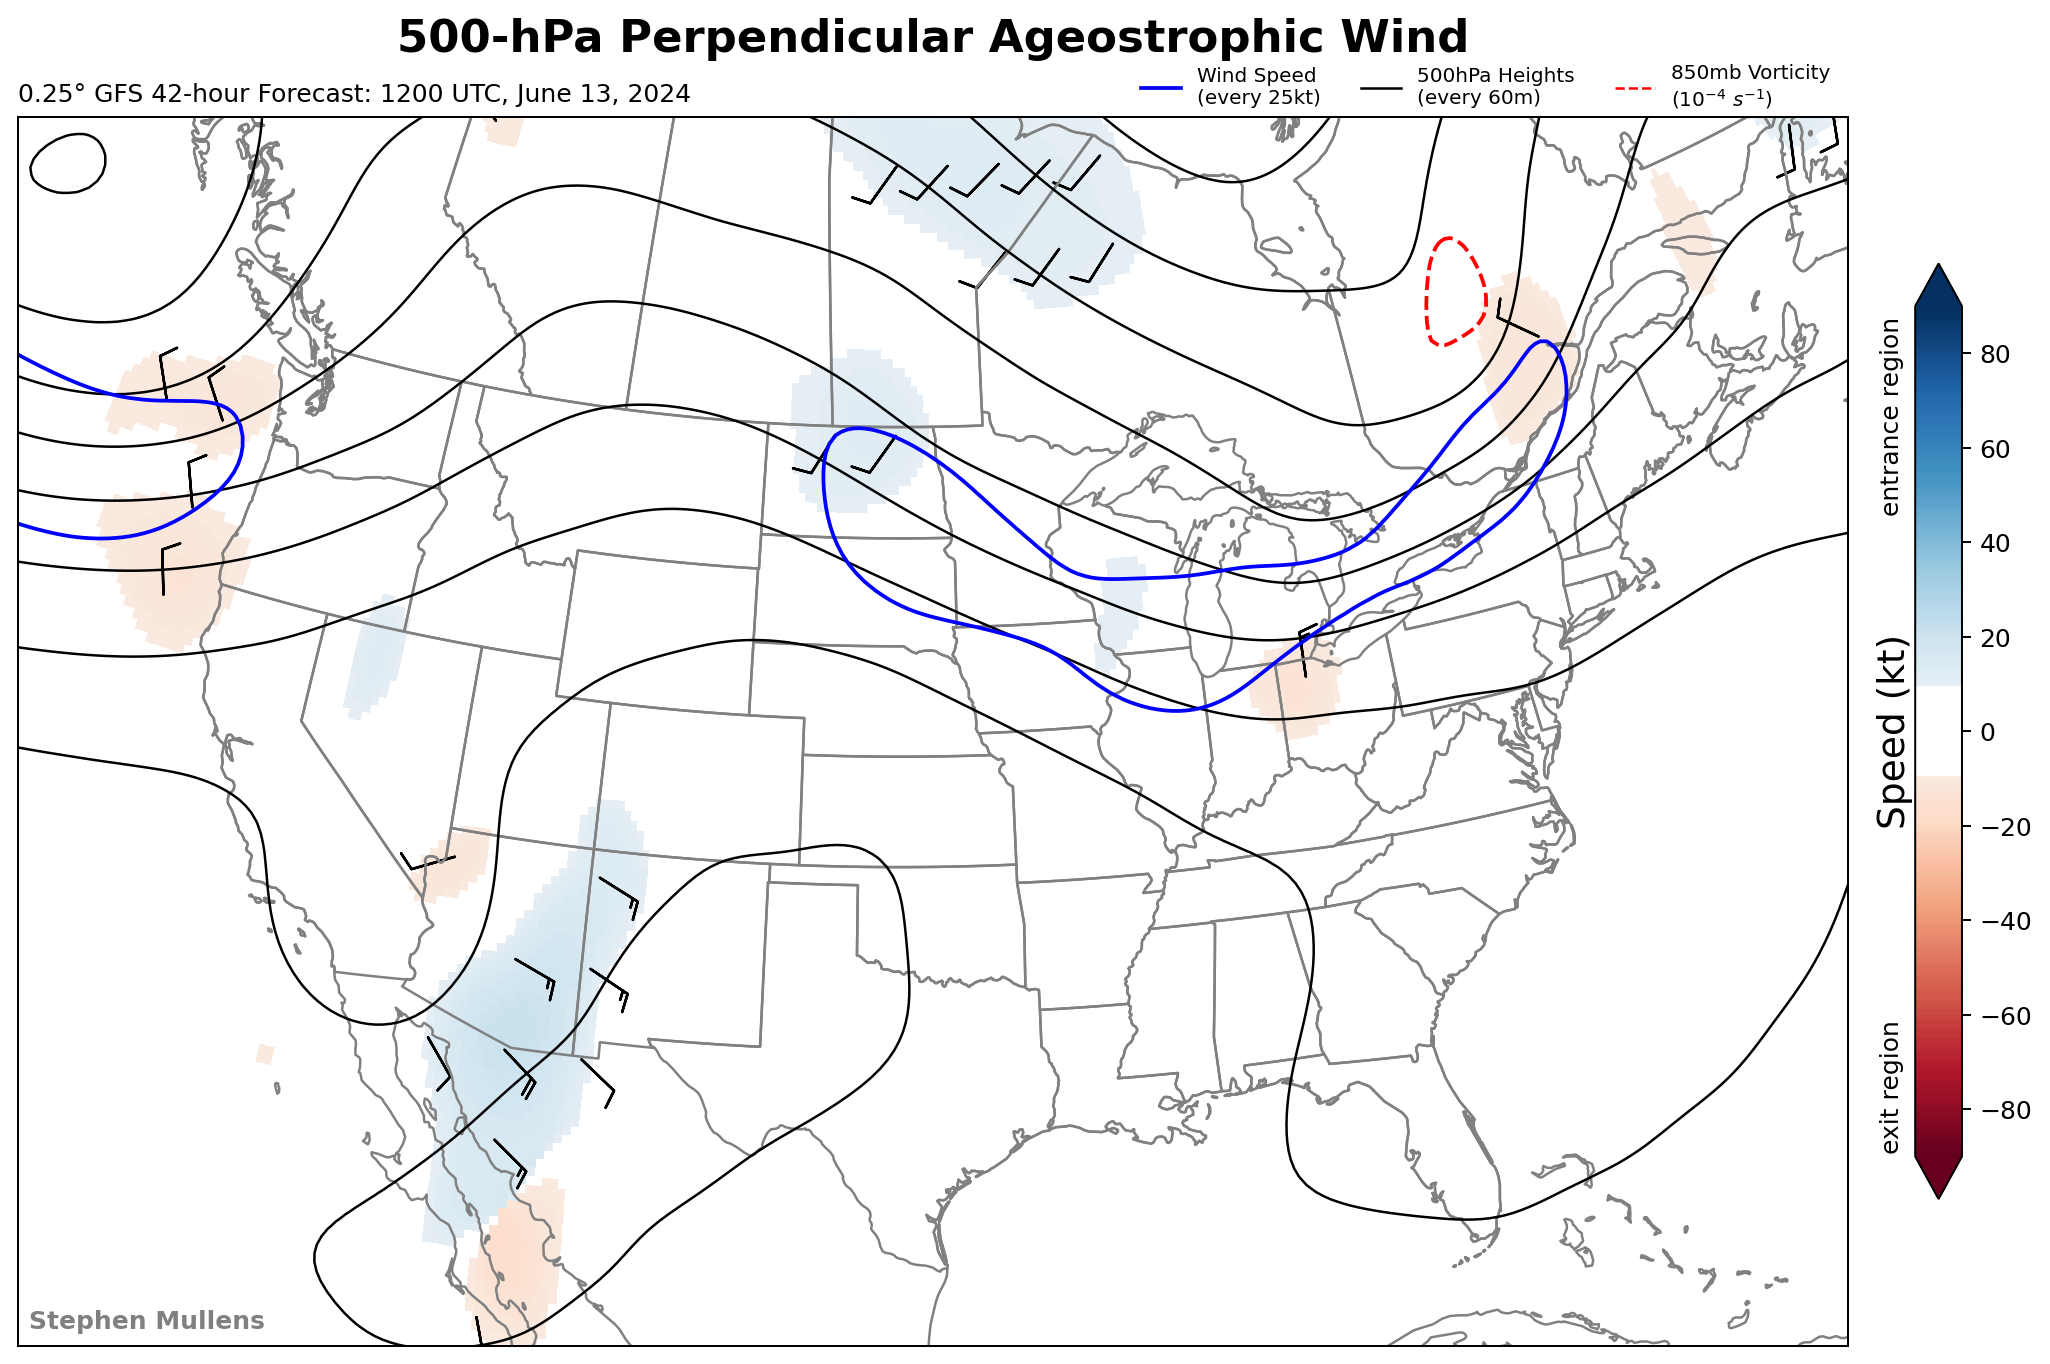 500-hPa Perpendicular Ageostrophic Wind
0.25° GFS 42-hour Forecast: 1200 UTC, June 13, 2024
Wind Speed
(every 25kt)
500hPa Heights
(every 60m)
850mb Vorticity
(10⁻⁴ s⁻¹)
entrance region
Speed (kt)
exit region
80
60
40
20
0
−20
−40
−60
−80
Stephen Mullens